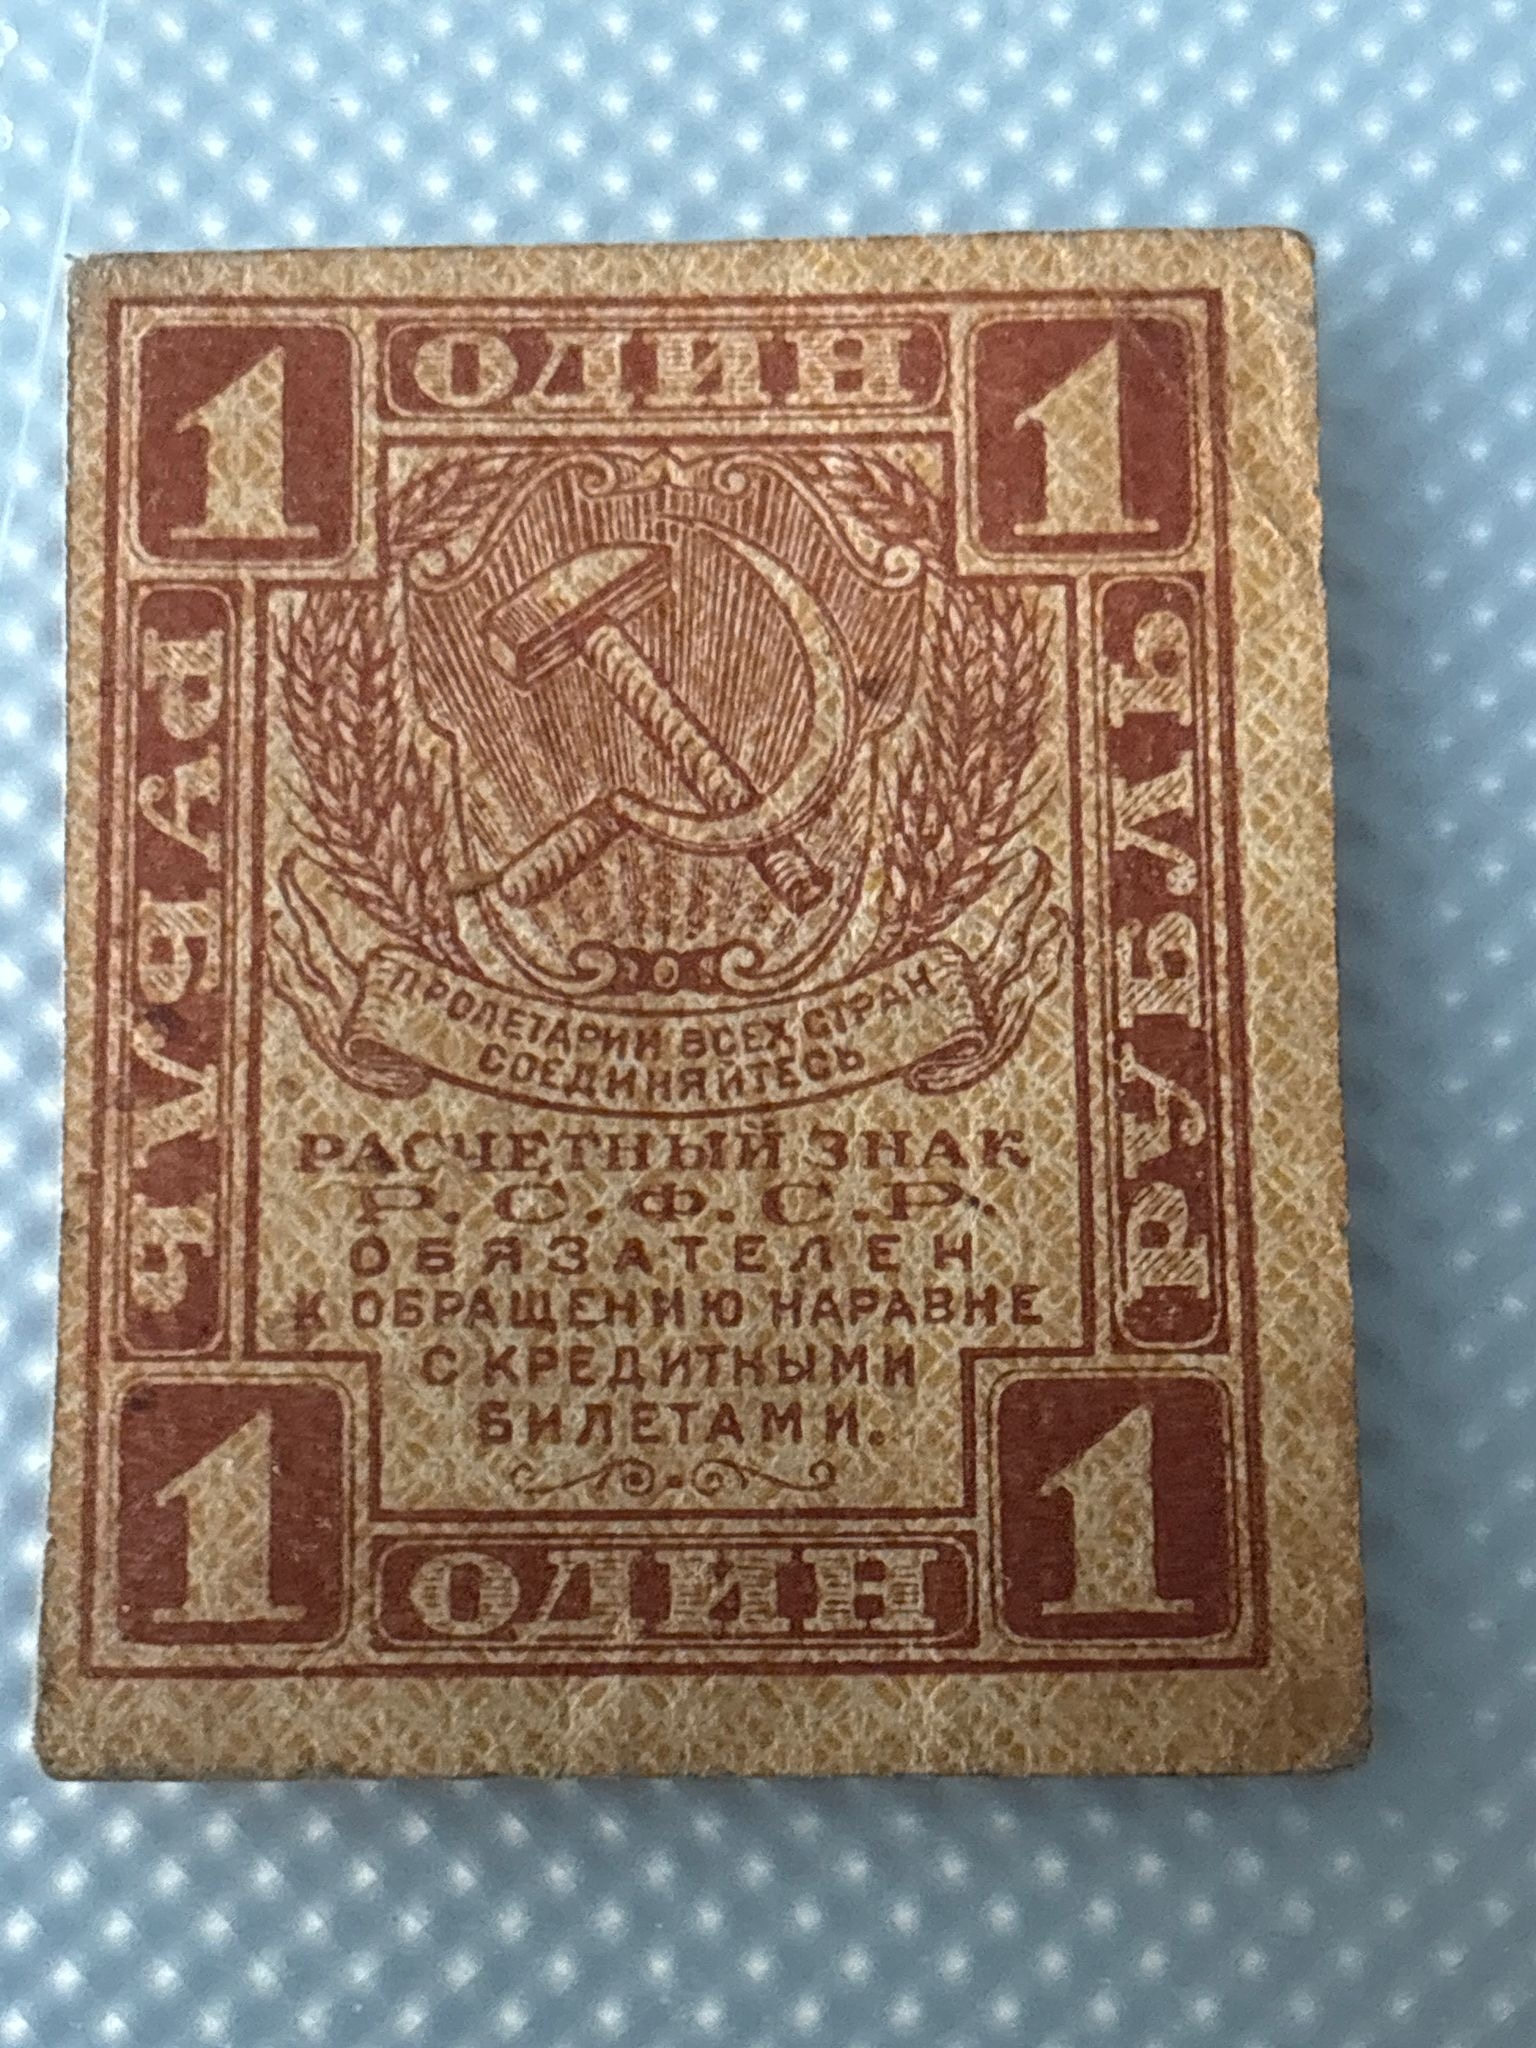 1 ОДИН 1
РУБЛЬ
РУБЛЬ
ПРОЛЕТАРИИ ВСЕХ СТРАН
СОЕДИНЯЙТЕСЬ
РАСЧЕТНЫЙ ЗНАК
Р.С.Ф.С.Р.
ОБЯЗАТЕЛЕН
К ОБРАЩЕНИЮ НАРАВНЕ
С КРЕДИТНЫМИ
БИЛЕТАМИ.
1 ОДИН 1